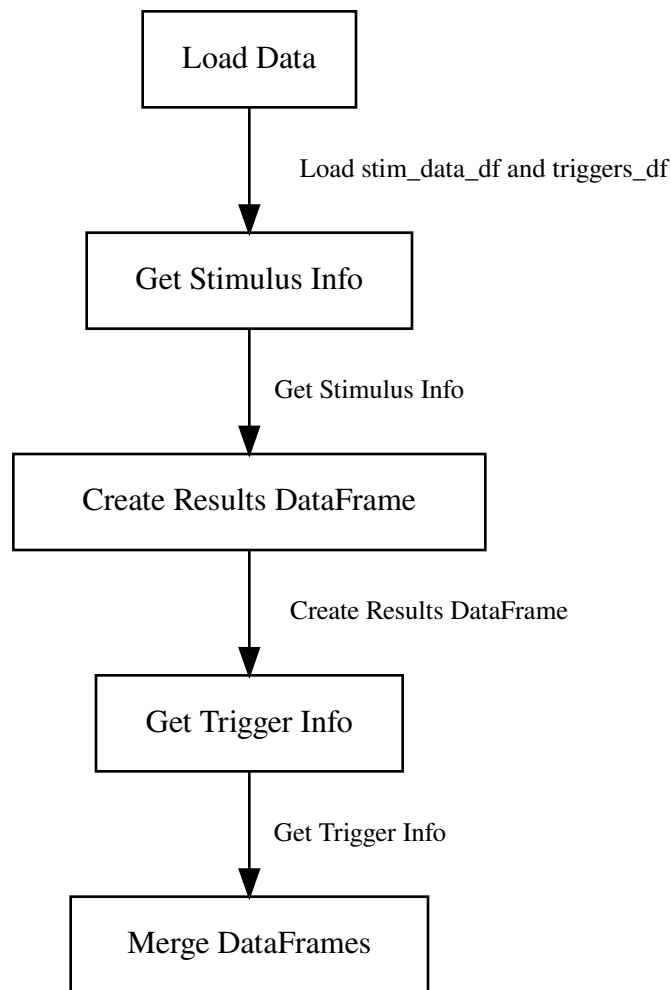 Load Data
Load stim_data_df and triggers_df
Get Stimulus Info
Get Stimulus Info
Create Results DataFrame
Create Results DataFrame
Get Trigger Info
Get Trigger Info
Merge DataFrames